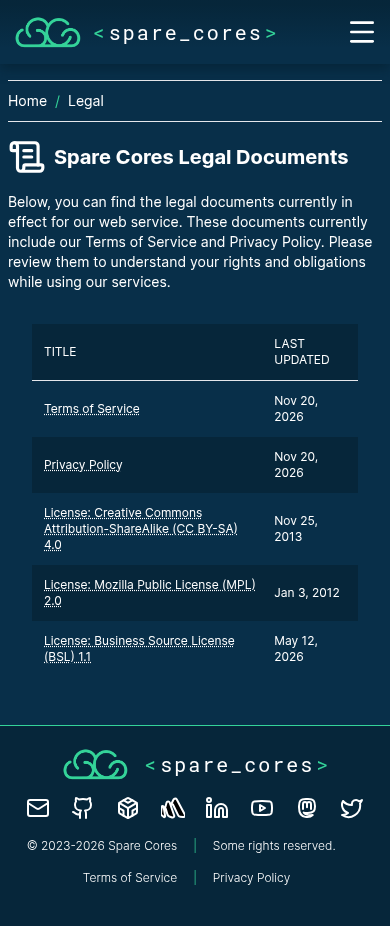 <spare_cores>
Home / Legal
Spare Cores Legal Documents
Below, you can find the legal documents currently in
effect for our web service. These documents currently
include our Terms of Service and Privacy Policy. Please
review them to understand your rights and obligations
while using our services.
TITLE
LAST
UPDATED
Terms of Service
Nov 20,
2026
Privacy Policy
Nov 20,
2026
License: Creative Commons
Attribution-ShareAlike (CC BY-SA)
4.0
Nov 25,
2013
License: Mozilla Public License (MPL)
2.0
Jan 3, 2012
License: Business Source License
(BSL) 1.1
May 12,
2026
<spare_cores>
© 2023-2026 Spare Cores | Some rights reserved.
Terms of Service | Privacy Policy